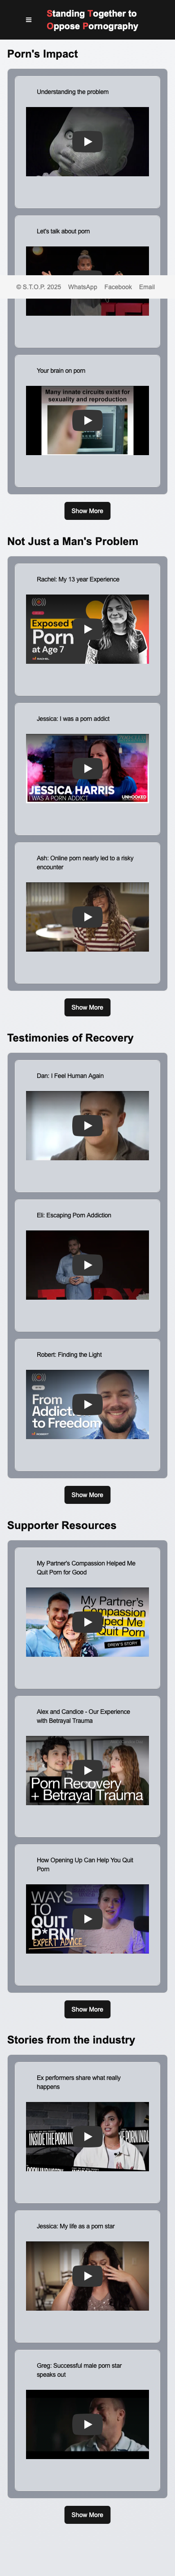 Standing Together to
Oppose Pornography
Porn's Impact
Understanding the problem
Let's talk about porn
© S.T.O.P. 2025 WhatsApp Facebook Email
Your brain on porn
Many innate circuits exist for
sexuality and reproduction
Show More
Not Just a Man's Problem
Rachel: My 13 year Experience
Exposed
Porn
at Age 7
Jessica: I was a porn addict
JESSICA HARRIS
I WAS A PORN ADDICT
UNHOOKED
Ash: Online porn nearly led to a risky
encounter
Show More
Testimonies of Recovery
Dan: I Feel Human Again
Eli: Escaping Porn Addiction
Robert: Finding the Light
From
Addict
to Freedom
Show More
Supporter Resources
My Partner's Compassion Helped Me
Quit Porn for Good
My Partner's
Compassion
Helped Me
Quit Porn
DREW'S STORY
Alex and Candice - Our Experience
with Betrayal Trauma
Porn Recovery
+ Betrayal Trauma
How Opening Up Can Help You Quit
Porn
WAYS
TO
QUIT
P*RN!
EXPERT ADVICE
Show More
Stories from the industry
Ex performers share what really
happens
INSIDE THE PORN INDU
Jessica: My life as a porn star
Greg: Successful male porn star
speaks out
Show More